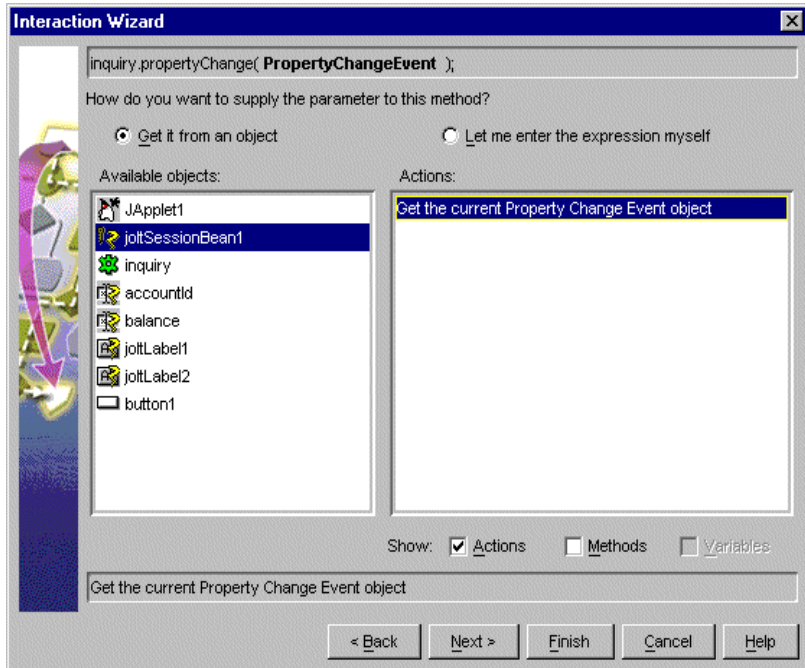 Interaction Wizard
inquiry.propertyChange( PropertyChangeEvent );
How do you want to supply the parameter to this method?
Get it from an object
Let me enter the expression myself
Available objects:
Actions:
JApplet1
joltSessionBean1
inquiry
accountId
balance
joltLabel1
joltLabel2
button1
Get the current Property Change Event object
Show: Actions Methods Variables
Get the current Property Change Event object
< Back Next > Finish Cancel Help